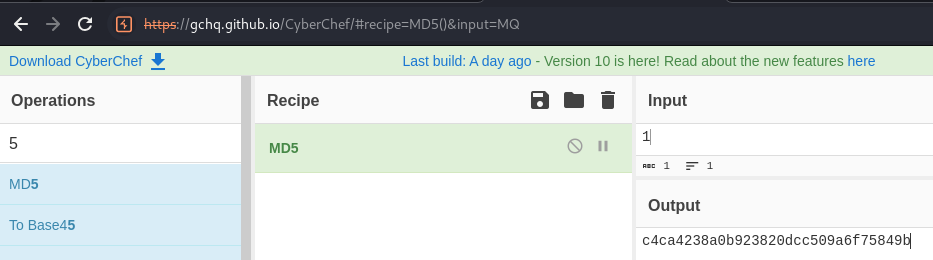 https://gchq.github.io/CyberChef/#recipe=MD5()&input=MQ
Download CyberChef
Last build: A day ago - Version 10 is here! Read about the new features here
Operations
5
MD5
To Base45
Recipe
MD5
Input
1
ABC 1 1
Output
c4ca4238a0b923820dcc509a6f75849b